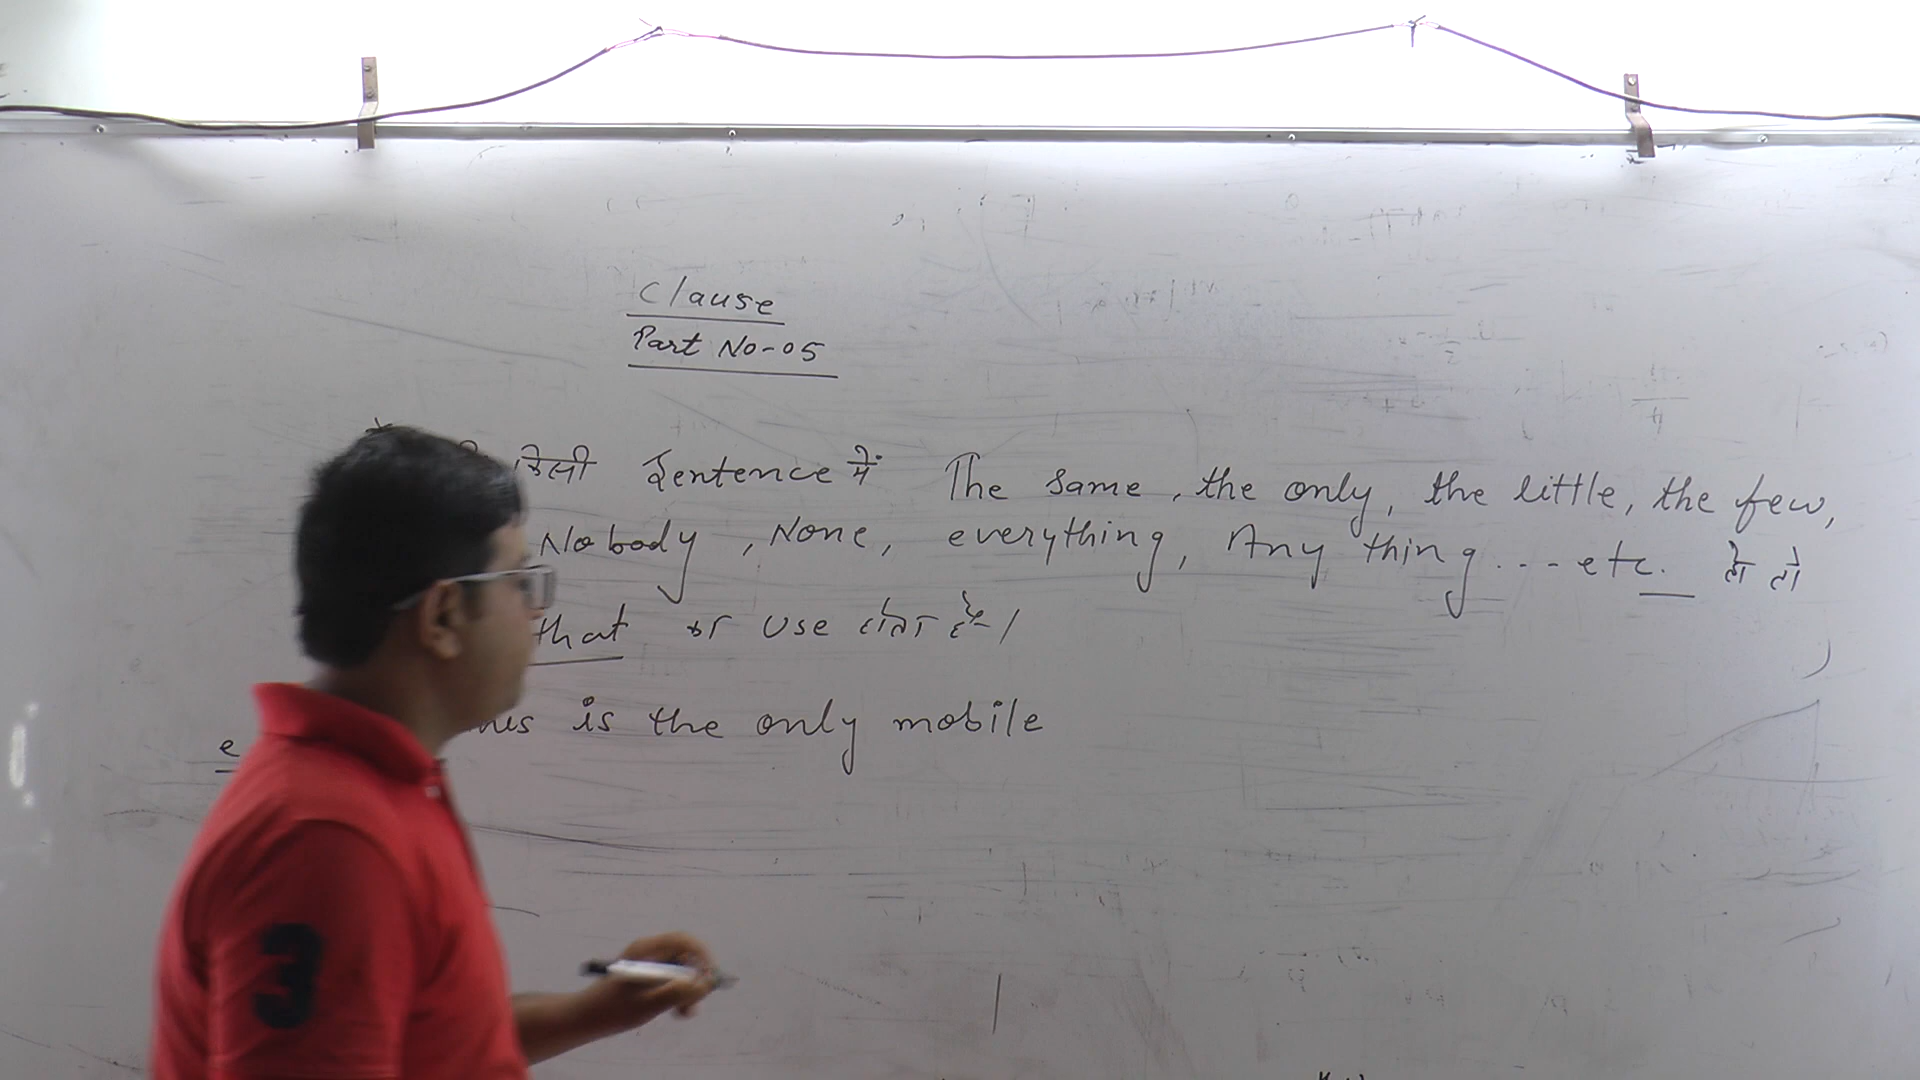 Clause
Part No-05
किसी Sentence में The same, the only, the little, the few,
Nobody, None, everything, Any thing...-etc. हो तो
that का use होता है।
is the only mobile
e
3